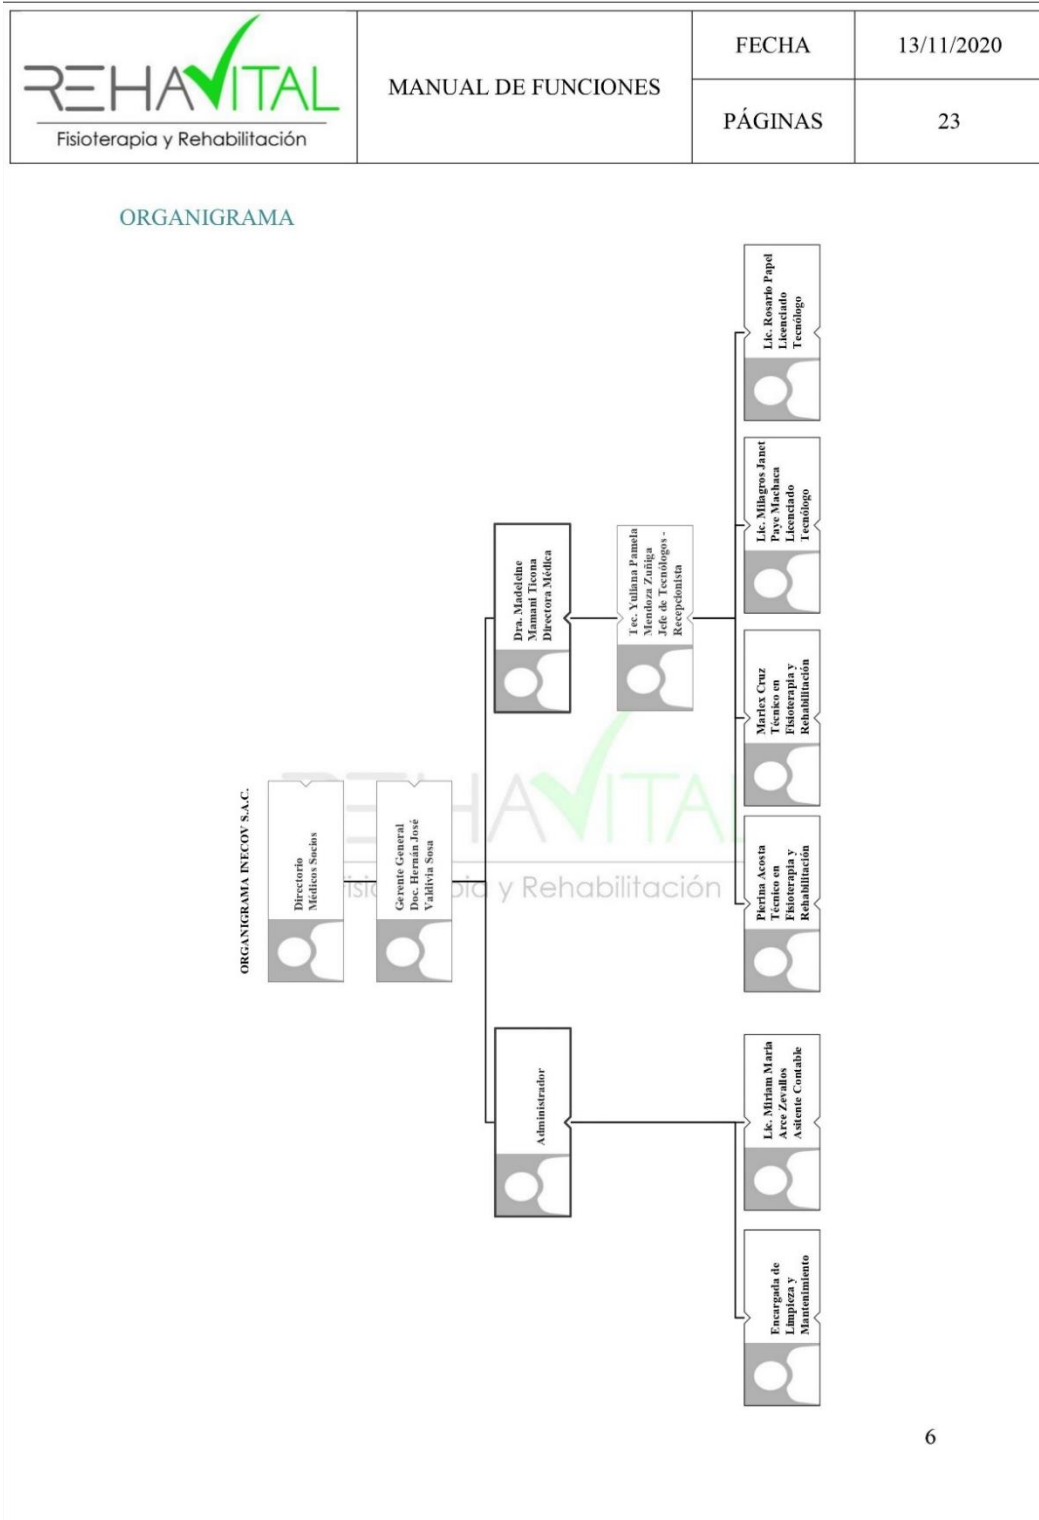 REHAVITAL
Fisioterapia y Rehabilitación
MANUAL DE FUNCIONES
FECHA
13/11/2020
PÁGINAS
23
ORGANIGRAMA
ORGANIGRAMA INECOV S.A.C.
Directorio
Médicos Socios
Gerente General
Doc. Hernán José
Valdivia Sosa
Administrador
Dra. Madeleine
Mamani Ticona
Directora Médica
Tec. Yuliana Pamela
Mendoza Zuñiga
Jefe de Tecnólogos -
Recepcionista
Encargada de
Limpieza y
Mantenimiento
Lic. Miriam María
Arce Zevallos
Asitente Contable
Pierina Acosta
Técnico en
Fisioterapia y
Rehabilitación
Marlex Cruz
Técnico en
Fisioterapia y
Rehabilitación
Lic. Milagros Janet
Paye Machaca
Licenciado
Tecnólogo
Lic. Rosario Papel
Licenciado
Tecnólogo
REHAVITAL
y Rehabilitación
6